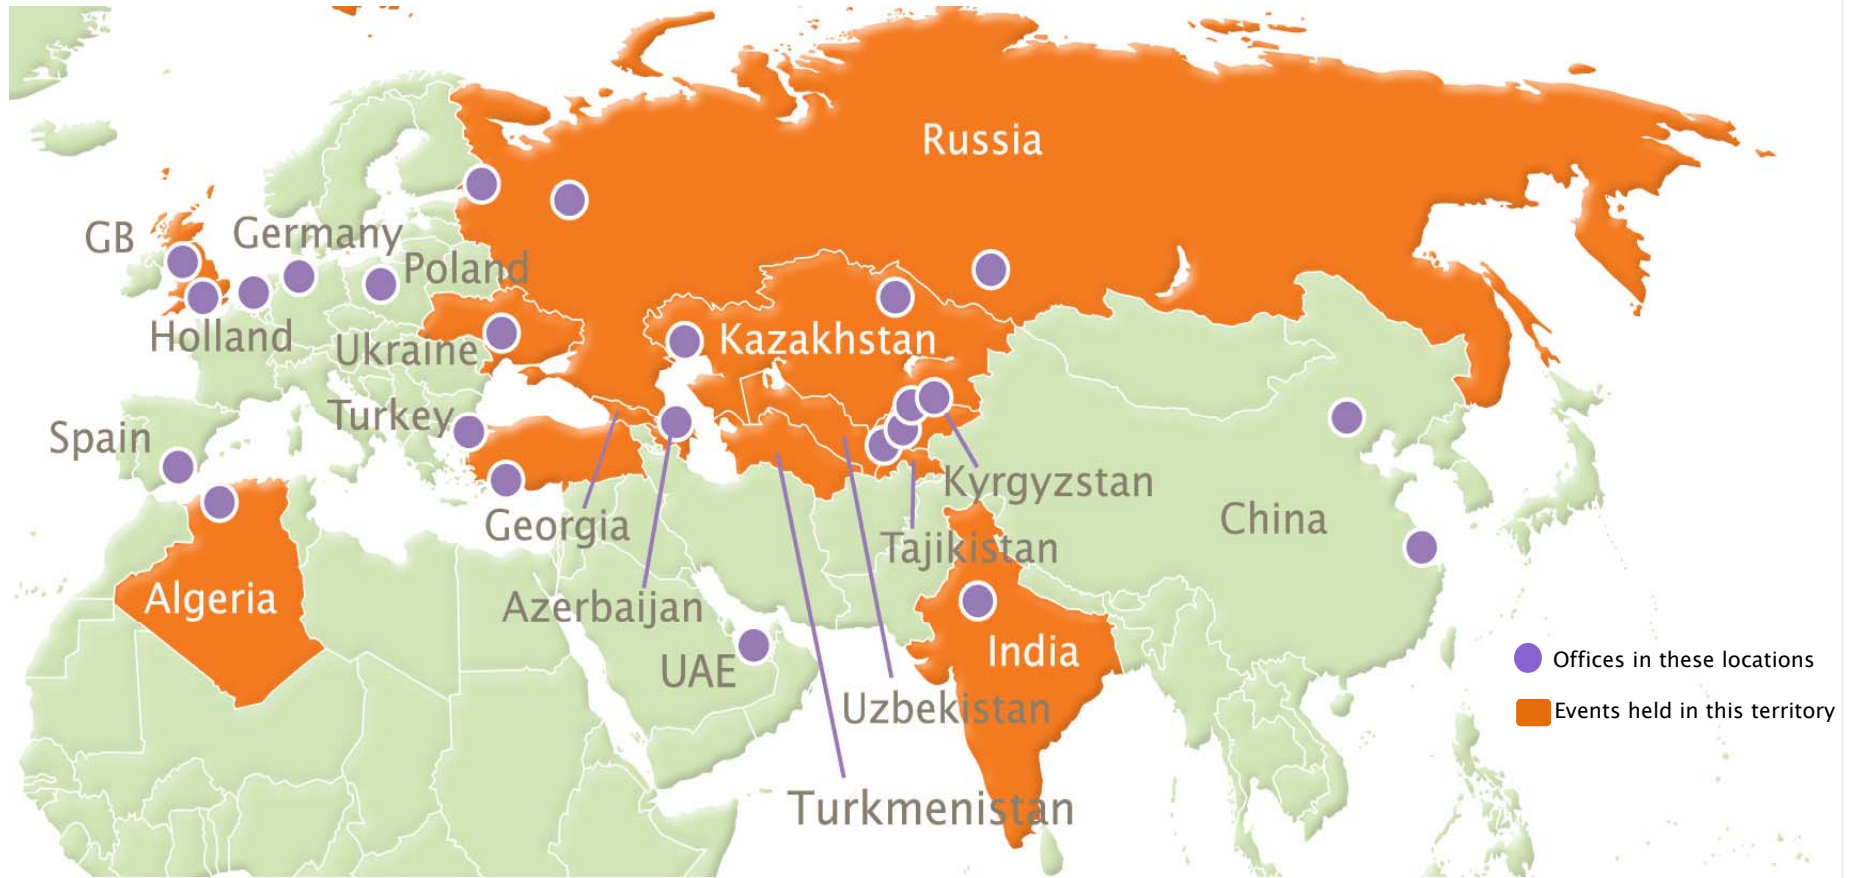 Russia
GB
Germany
Poland
Holland
Ukraine
Kazakhstan
Spain
Turkey
Georgia
Kyrgyzstan
China
Tajikistan
Algeria
Azerbaijan
India
UAE
Uzbekistan
Turkmenistan
Offices in these locations
Events held in this territory